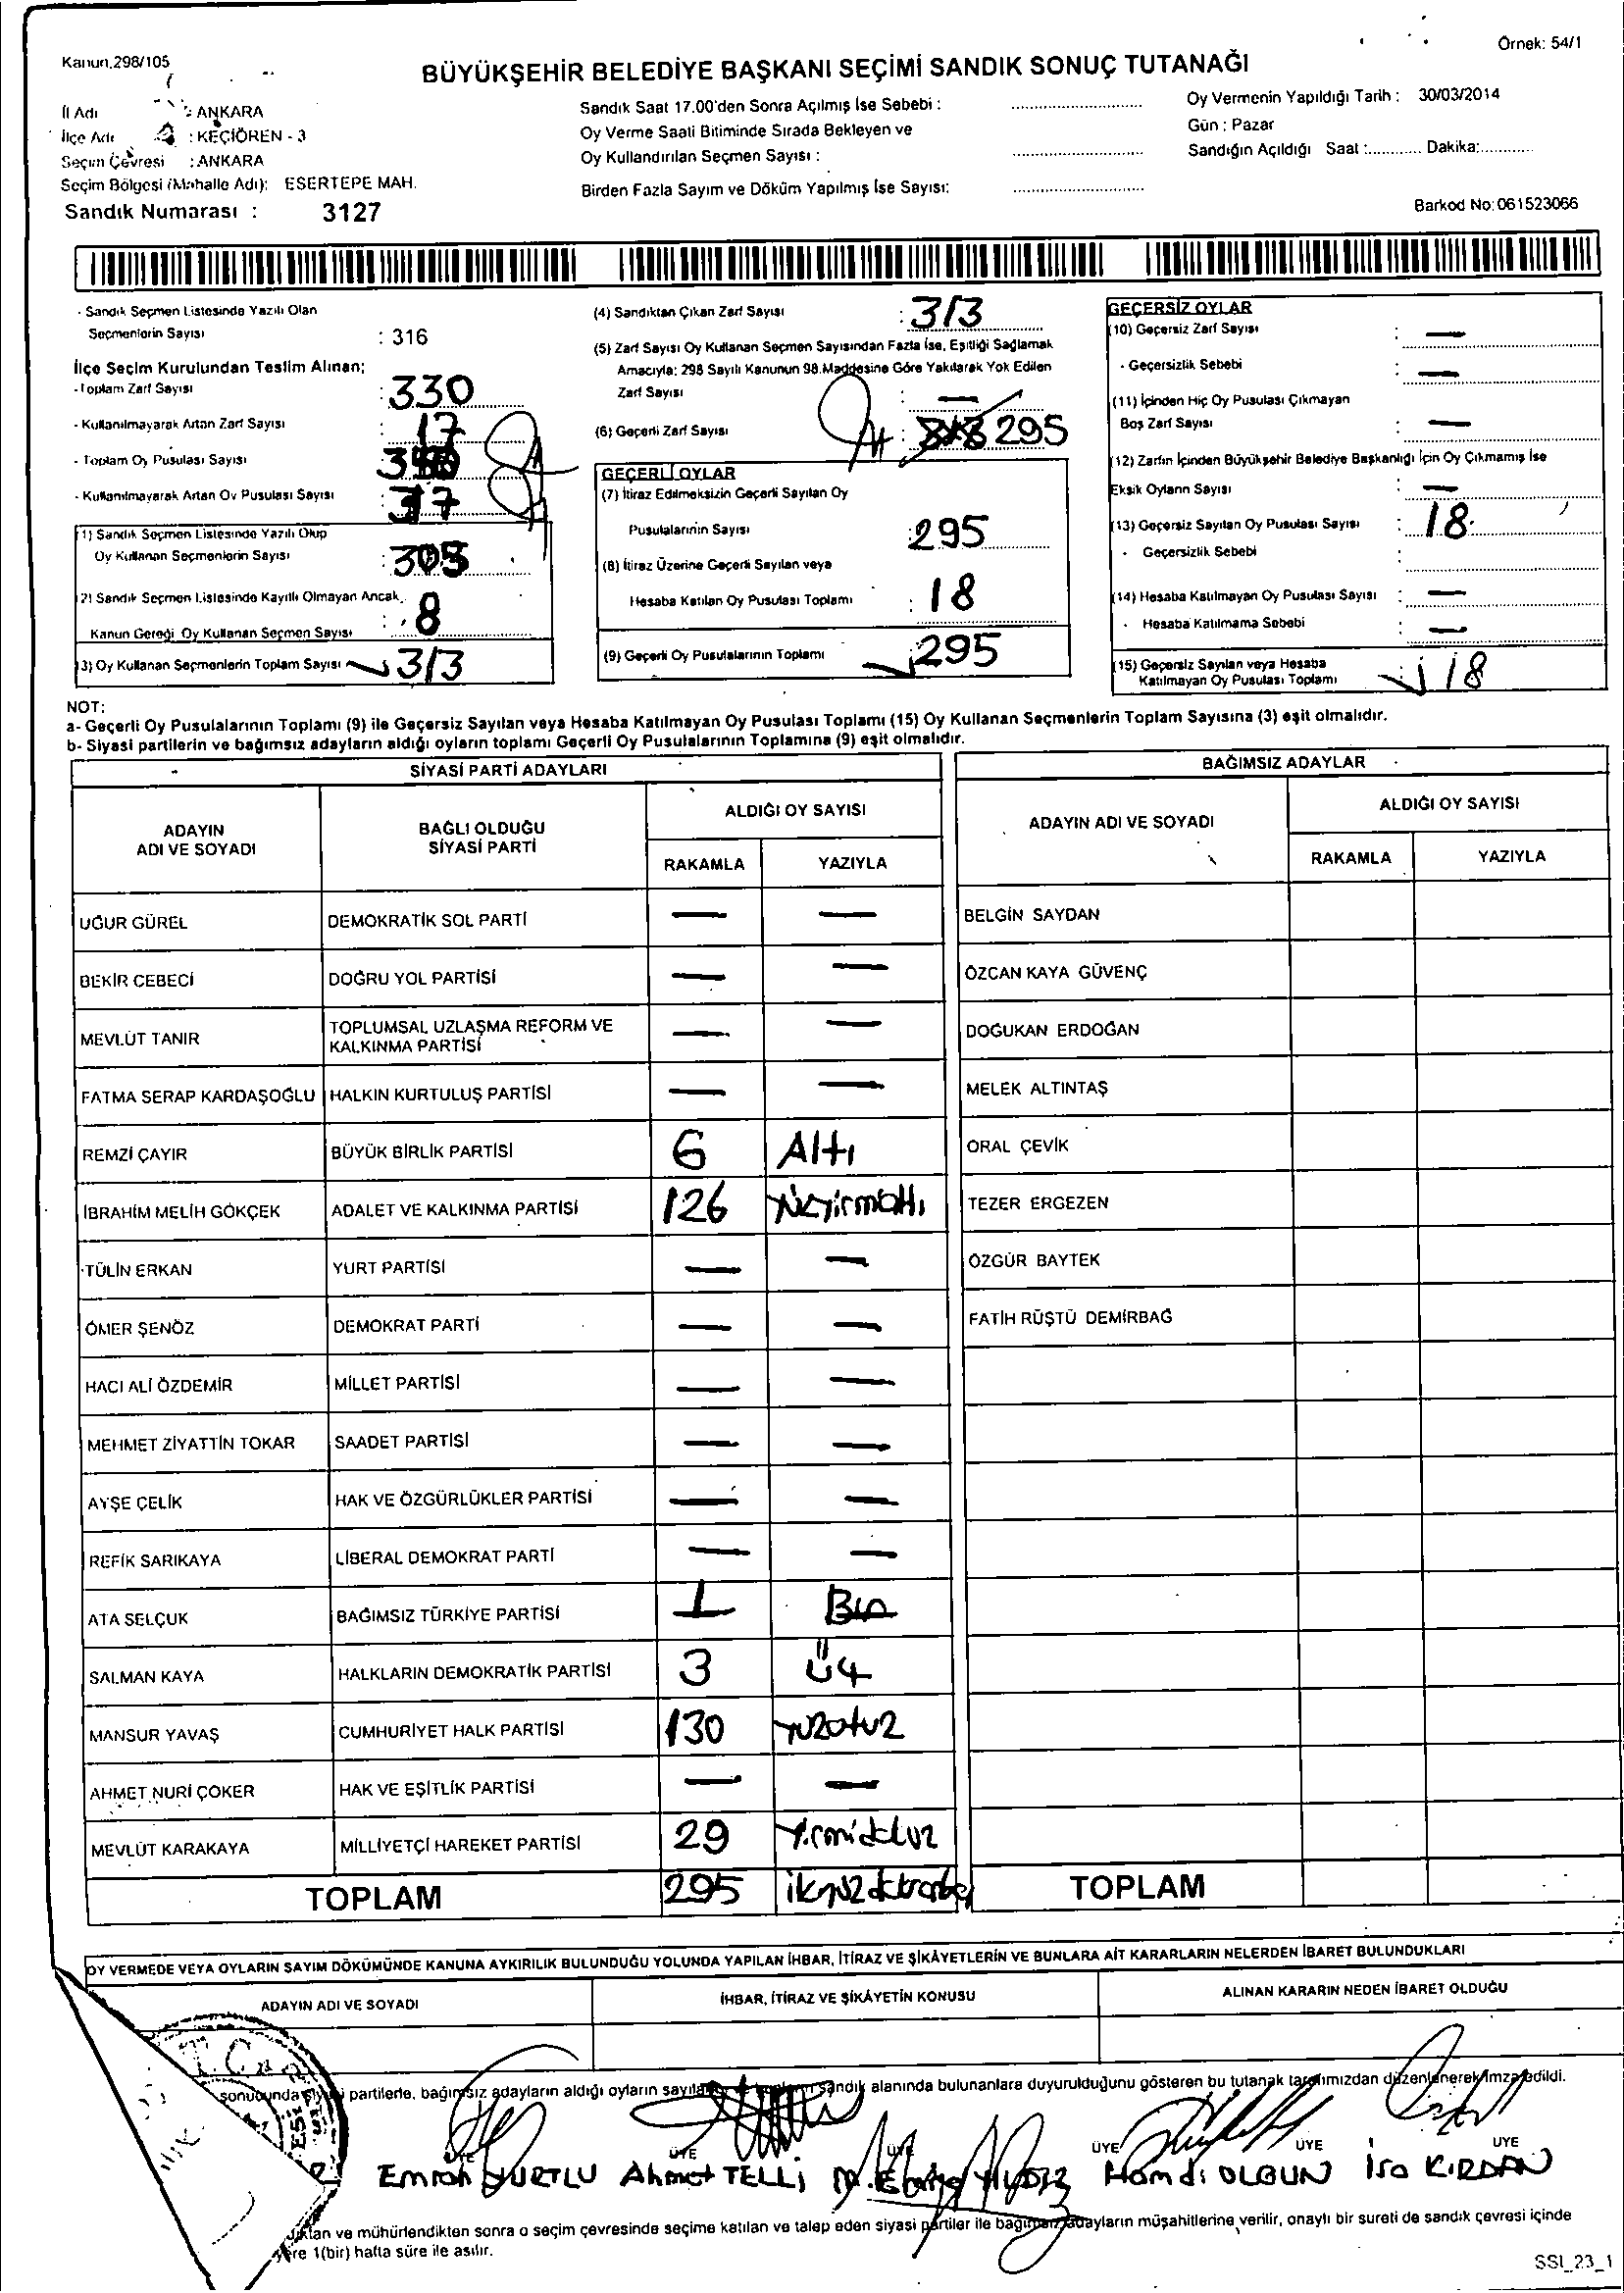 Örnek: 54/1
Kanun,298/105
BÜYÜKŞEHİR BELEDİYE BAŞKANI SEÇİMİ SANDIK SONUÇ TUTANAĞI
İl Adı : ANKARA
İlçe Adı : KEÇİÖREN - 3
Seçim Çevresi : ANKARA
Seçim Bölgesi (Mahalle Adı): ESERTEPE MAH.
Sandık Numarası : 3127
Sandık Saat 17.00'den Sonra Açılmış İse Sebebi :
Oy Verme Saati Bitiminde Sırada Bekleyen ve
Oy Kullandırılan Seçmen Sayısı :
Birden Fazla Sayım ve Döküm Yapılmış İse Sayısı:
Oy Vermenin Yapıldığı Tarih : 30/03/2014
Gün : Pazar
Sandığın Açıldığı Saat :............ Dakika:............
Barkod No:061523066
- Sandık Seçmen Listesinde Yazılı Olan
Seçmenlerin Sayısı : 316
İlçe Seçim Kurulundan Teslim Alınan;
- Toplam Zarf Sayısı : 330
- Kullanılmayarak Artan Zarf Sayısı : 17
- Toplam Oy Pusulası Sayısı
- Kullanılmayarak Artan Oy Pusulası Sayısı
(1) Sandık Seçmen Listesinde Yazılı Olup
Oy Kullanan Seçmenlerin Sayısı : 305
(2) Sandık Seçmen Listesinde Kayıtlı Olmayan Ancak
Kanun Gereği Oy Kullanan Seçmen Sayısı : 8
(3) Oy Kullanan Seçmenlerin Toplam Sayısı 313
(4) Sandıktan Çıkan Zarf Sayısı : 313
(5) Zarf Sayısı Oy Kullanan Seçmen Sayısından Fazla İse, Eşitliği Sağlamak
Amacıyla; 298 Sayılı Kanunun 98.Maddesine Göre Yakılarak Yok Edilen
Zarf Sayısı : —
(6) Geçerli Zarf Sayısı : 295
GEÇERLİ OYLAR
(7) İtiraz Edilmeksizin Geçerli Sayılan Oy
Pusulalarının Sayısı : 295
(8) İtiraz Üzerine Geçerli Sayılan veya
Hesaba Katılan Oy Pusulası Toplamı : 18
(9) Geçerli Oy Pusulalarının Toplamı : 295
GEÇERSİZ OYLAR
(10) Geçersiz Zarf Sayısı : —
- Geçersizlik Sebebi : —
(11) İçinden Hiç Oy Pusulası Çıkmayan
Boş Zarf Sayısı : —
(12) Zarfın İçinden Büyükşehir Belediye Başkanlığı İçin Oy Çıkmamış İse
Eksik Oyların Sayısı : —
(13) Geçersiz Sayılan Oy Pusulası Sayısı : 18
- Geçersizlik Sebebi :
(14) Hesaba Katılmayan Oy Pusulası Sayısı : —
- Hesaba Katılmama Sebebi : —
(15) Geçersiz Sayılan veya Hesaba
Katılmayan Oy Pusulası Toplamı : 18
NOT:
a- Geçerli Oy Pusulalarının Toplamı (9) ile Geçersiz Sayılan veya Hesaba Katılmayan Oy Pusulası Toplamı (15) Oy Kullanan Seçmenlerin Toplam Sayısına (3) eşit olmalıdır.
b- Siyasi partilerin ve bağımsız adayların aldığı oyların toplamı Geçerli Oy Pusulalarının Toplamına (9) eşit olmalıdır.
SİYASİ PARTİ ADAYLARI
ADAYIN ADI VE SOYADI
BAĞLI OLDUĞU SİYASİ PARTİ
ALDIĞI OY SAYISI
RAKAMLA YAZIYLA
UĞUR GÜREL DEMOKRATİK SOL PARTİ — —
BEKİR CEBECİ DOĞRU YOL PARTİSİ — —
MEVLÜT TANIR TOPLUMSAL UZLAŞMA REFORM VE KALKINMA PARTİSİ — —
FATMA SERAP KARDAŞOĞLU HALKIN KURTULUŞ PARTİSİ — —
REMZİ ÇAYIR BÜYÜK BİRLİK PARTİSİ 6 Altı
İBRAHİM MELİH GÖKÇEK ADALET VE KALKINMA PARTİSİ 126
TÜLİN ERKAN YURT PARTİSİ — —
ÖMER ŞENÖZ DEMOKRAT PARTİ — —
HACI ALİ ÖZDEMİR MİLLET PARTİSİ — —
MEHMET ZİYATTİN TOKAR SAADET PARTİSİ — —
AYŞE ÇELİK HAK VE ÖZGÜRLÜKLER PARTİSİ — —
REFİK SARIKAYA LİBERAL DEMOKRAT PARTİ — —
ATA SELÇUK BAĞIMSIZ TÜRKİYE PARTİSİ 1 Bir
SALMAN KAYA HALKLARIN DEMOKRATİK PARTİSİ 3 Üç
MANSUR YAVAŞ CUMHURİYET HALK PARTİSİ 130 yüzotuz
AHMET NURİ ÇOKER HAK VE EŞİTLİK PARTİSİ — —
MEVLÜT KARAKAYA MİLLİYETÇİ HAREKET PARTİSİ 29 Yirmidokuz
TOPLAM 295
BAĞIMSIZ ADAYLAR
ADAYIN ADI VE SOYADI
ALDIĞI OY SAYISI
RAKAMLA YAZIYLA
BELGİN SAYDAN
ÖZCAN KAYA GÜVENÇ
DOĞUKAN ERDOĞAN
MELEK ALTINTAŞ
ORAL ÇEVİK
TEZER ERGEZEN
ÖZGÜR BAYTEK
FATİH RÜŞTÜ DEMİRBAĞ
TOPLAM
OY VERMEDE VEYA OYLARIN SAYIM DÖKÜMÜNDE KANUNA AYKIRILIK BULUNDUĞU YOLUNDA YAPILAN İHBAR, İTİRAZ VE ŞİKÂYETLERİN VE BUNLARA AİT KARARLARIN NELERDEN İBARET BULUNDUKLARI
ADAYIN ADI VE SOYADI
İHBAR, İTİRAZ VE ŞİKÂYETİN KONUSU
ALINAN KARARIN NEDEN İBARET OLDUĞU
T.C.
sonucunda siyasi partilerle, bağımsız adayların aldığı oyların sandık alanında bulunanlara duyurulduğunu gösteren bu tutanak tarafımızdan düzenlenerek imza edildi.
ÜYE ÜYE ÜYE ÜYE ÜYE
Emrah YURTLU Ahmet TELLİ YILDIZ Hamdi OLGUN İsa KIRDAN
ve mühürlendikten sonra o seçim çevresinde seçime katılan ve talep eden siyasi partiler ile bağımsız adayların müşahitlerine verilir, onaylı bir sureti de sandık çevresi içinde
1(bir) hafta süre ile asılır.
SSI_23_1